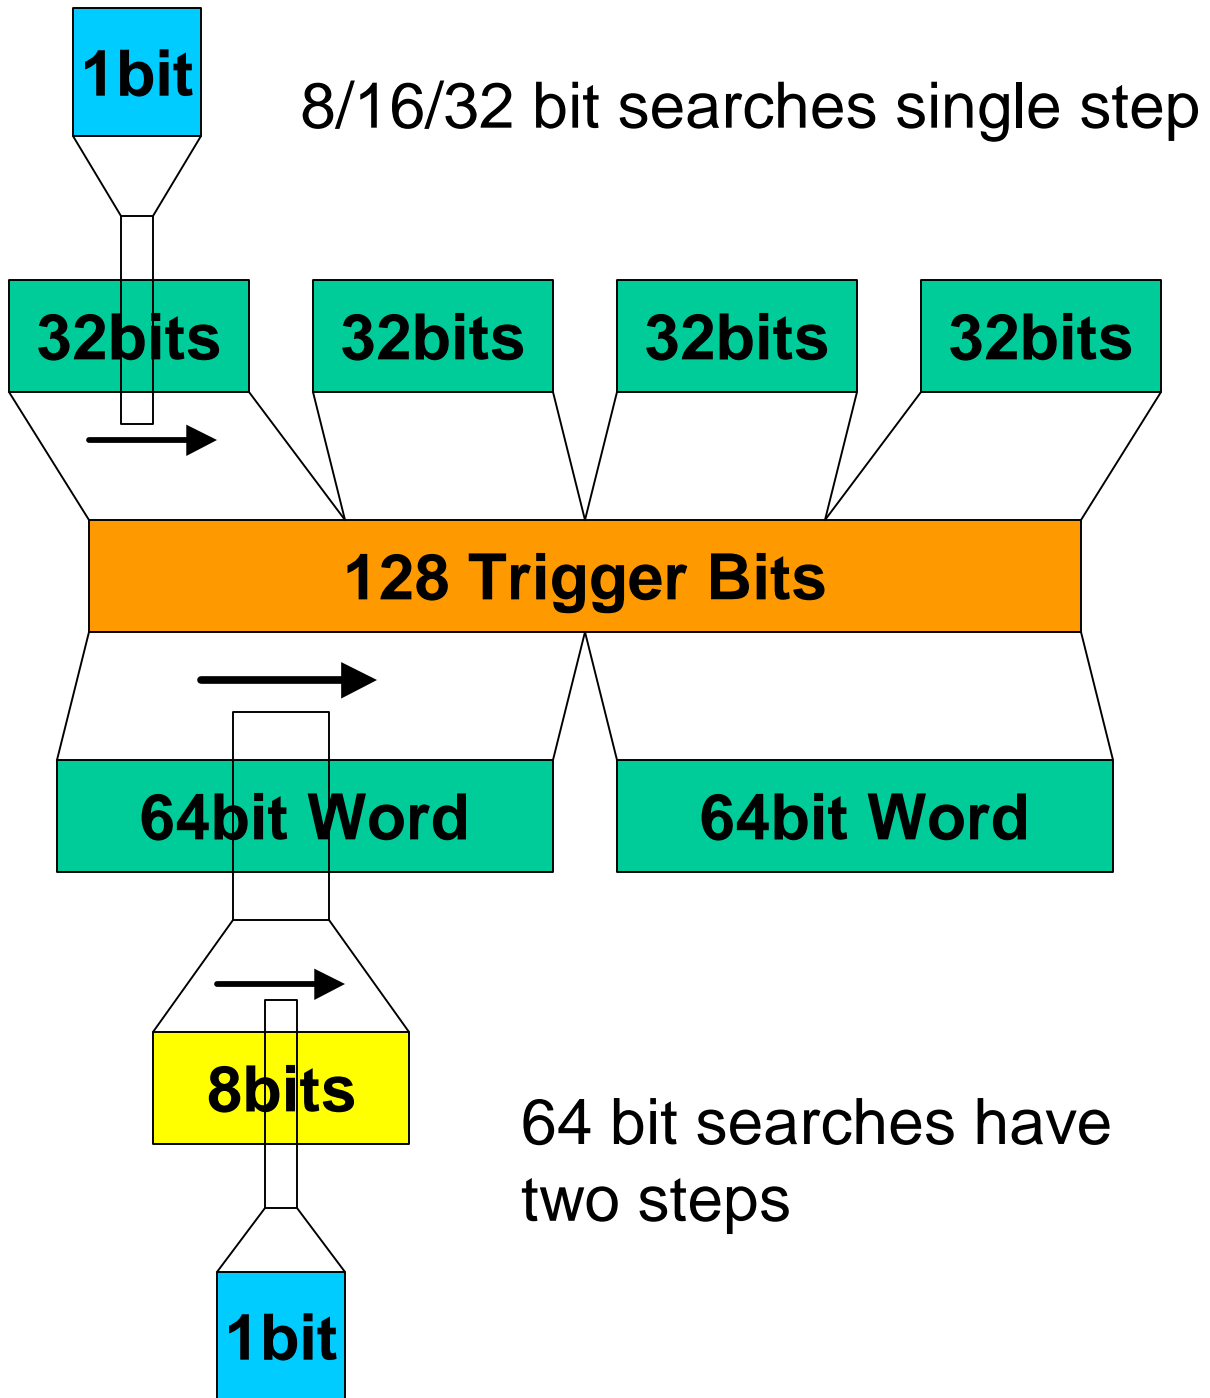 1bit
8/16/32 bit searches single step
32bits
32bits
32bits
32bits
128 Trigger Bits
64bit Word
64bit Word
8bits
64 bit searches have
two steps
1bit